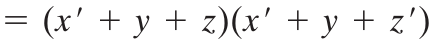 = (x′ + y + z)(x′ + y + z′)